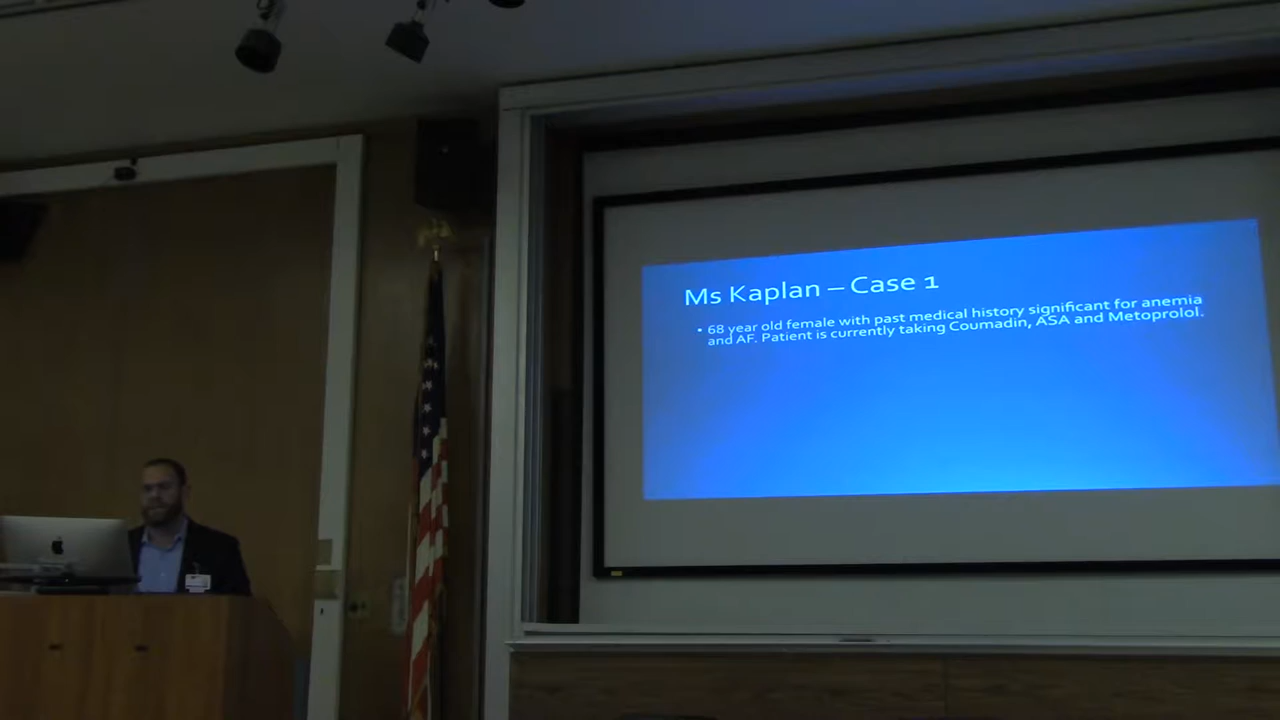 Ms Kaplan – Case 1
• 68 year old female with past medical history significant for anemia
and AF. Patient is currently taking Coumadin, ASA and Metoprolol.